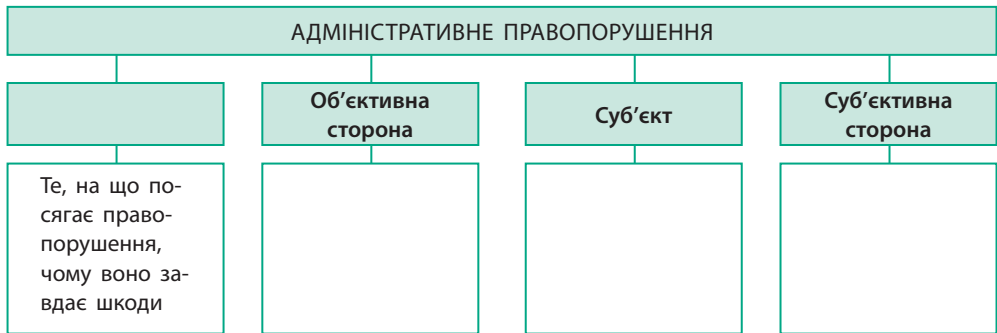 АДМІНІСТРАТИВНЕ ПРАВОПОРУШЕННЯ
Об’єктивна
сторона
Суб’єкт
Суб’єктивна
сторона
Те, на що по-
сягає право-
порушення,
чому воно за-
вдає шкоди